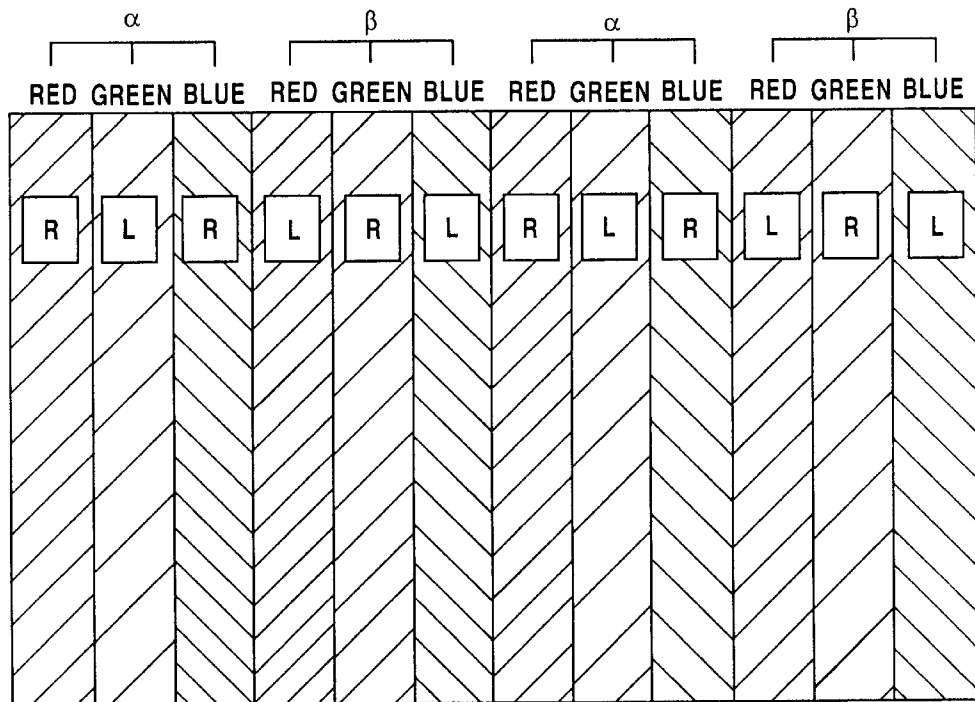 α β α β
RED GREEN BLUE RED GREEN BLUE RED GREEN BLUE RED GREEN BLUE
R L R L R L R L R L R L